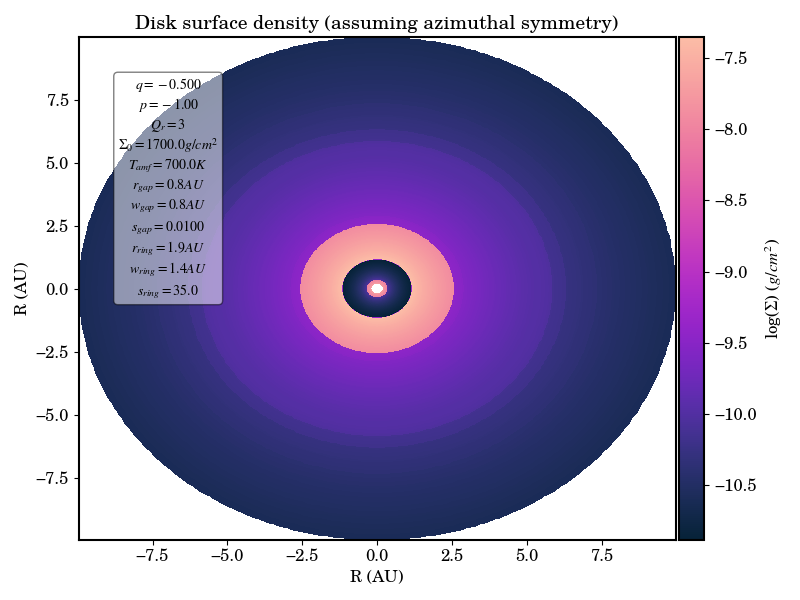 Disk surface density (assuming azimuthal symmetry)
q = −0.500
p = −1.00
Q_r = 3
Σ_0 = 1700.0g/cm^2
T_amf = 700.0K
r_gap = 0.8AU
w_gap = 0.8AU
s_gap = 0.0100
r_ring = 1.9AU
w_ring = 1.4AU
s_ring = 35.0
R (AU)
7.5
5.0
2.5
0.0
−2.5
−5.0
−7.5
−7.5 −5.0 −2.5 0.0 2.5 5.0 7.5
R (AU)
−7.5
−8.0
−8.5
−9.0
−9.5
−10.0
−10.5
log(Σ) (g/cm^2)